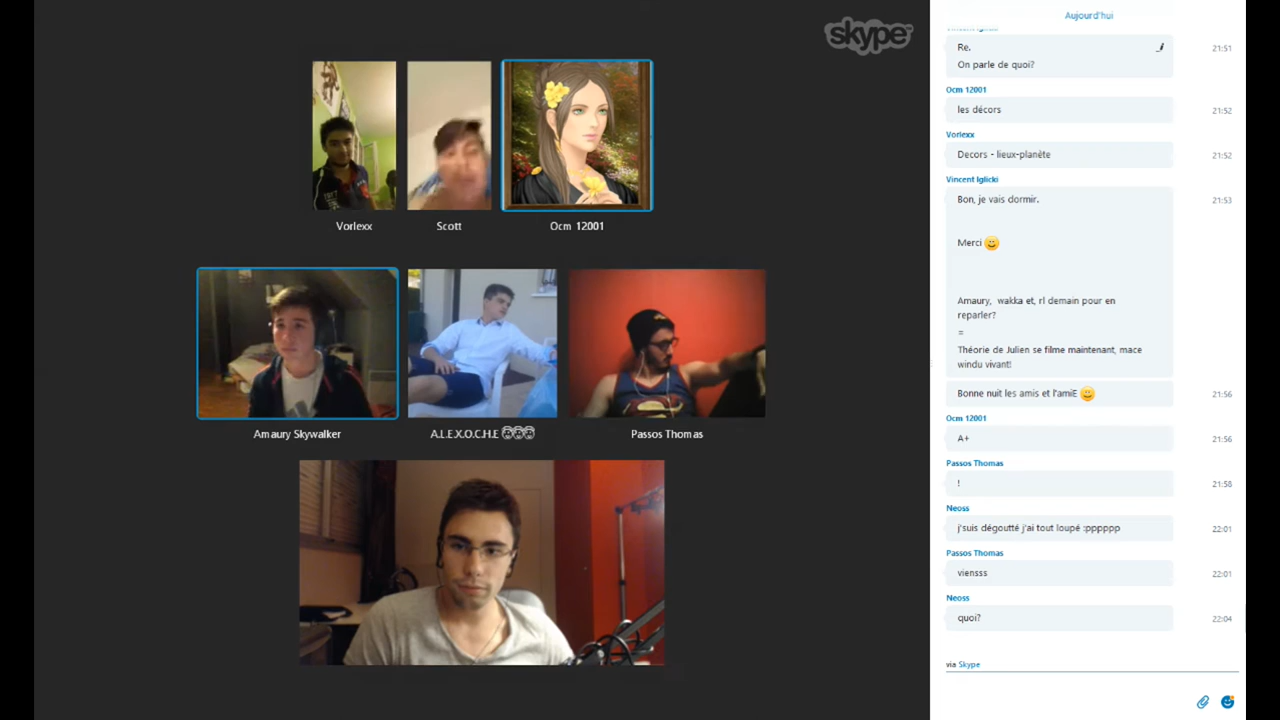 skype
Vorlexx
Scott
Ocm 12001
Amaury Skywalker
A.L.E.X.O.C.H.E
Passos Thomas
Aujourd'hui
Vincent Iglicki
Re.
21:51
On parle de quoi?
Ocm 12001
les décors
21:52
Vorlexx
Decors - lieux-planète
21:52
Vincent Iglicki
Bon, je vais dormir.
21:53
Merci
Amaury, wakka et, rl demain pour en
reparler?
=
Théorie de Julien se filme maintenant, mace
windu vivant!
Bonne nuit les amis et l'amiE
21:56
Ocm 12001
A+
21:56
Passos Thomas
!
21:58
Neoss
j'suis dégoutté j'ai tout loupé :pppppp
22:01
Passos Thomas
viensss
22:01
Neoss
quoi?
22:04
via Skype